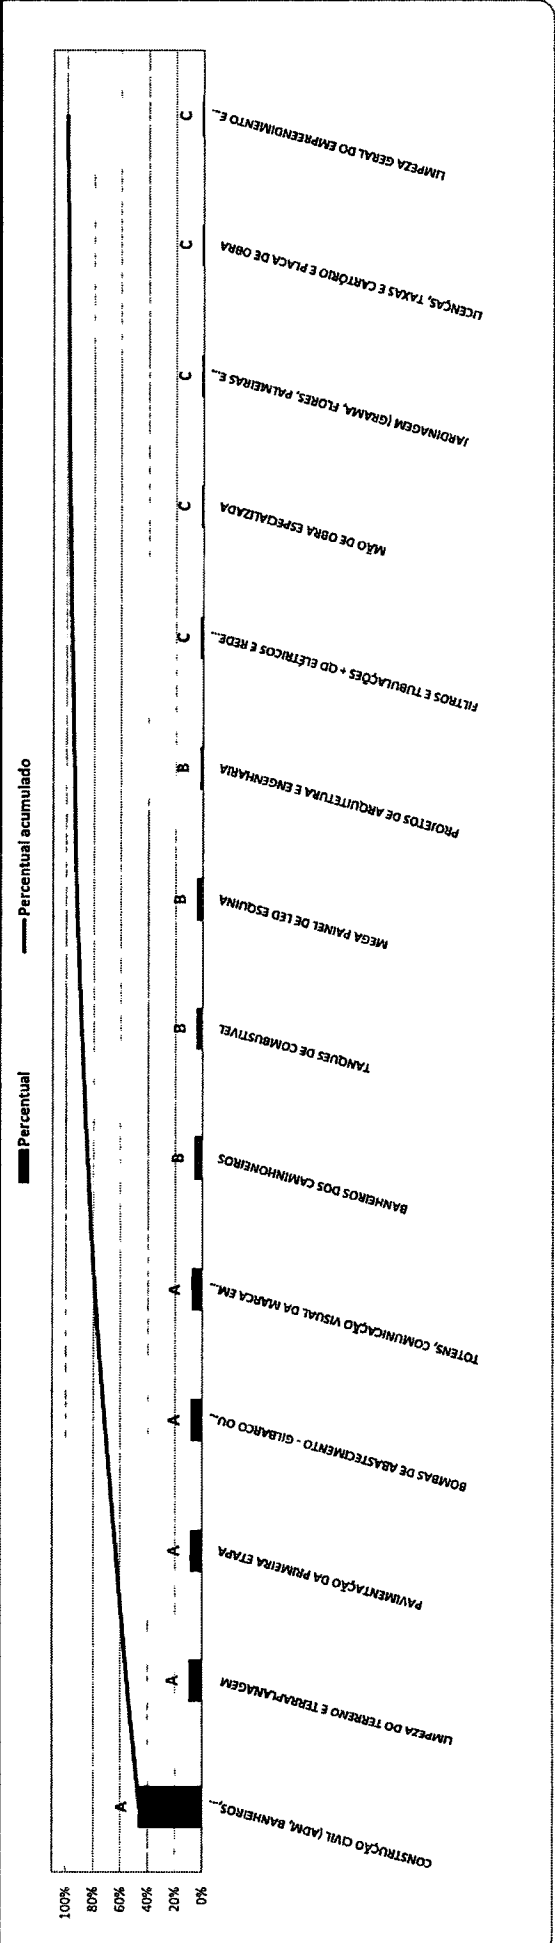 Percentual
Percentual acumulado
100%
80%
60%
40%
20%
0%
A
A
A
A
A
B
B
B
B
C
C
C
C
C
CONSTRUÇÃO CIVIL (ADM, BANHEIROS,...
LIMPEZA DO TERRENO E TERRAPLANAGEM
PAVIMENTAÇÃO DA PRIMEIRA ETAPA
BOMBAS DE ABASTECIMENTO - GILBARCO OU...
TOTENS, COMUNICAÇÃO VISUAL DA MARCA EM...
BANHEIROS DOS CAMINHONEIROS
TANQUES DE COMBUSTIVEL
MEGA PAINEL DE LED ESQUINA
PROJETOS DE ARQUITETURA E ENGENHARIA
FILTROS E TUBULAÇÕES + QD ELÉTRICOS E REDE...
MÃO DE OBRA ESPECIALIZADA
JARDINAGEM (GRAMA, FLORES, PALMEIRAS E...
LICENÇAS, TAXAS E CARTÓRIO E PLACA DE OBRA
LIMPEZA GERAL DO EMPREENDIMENTO E...